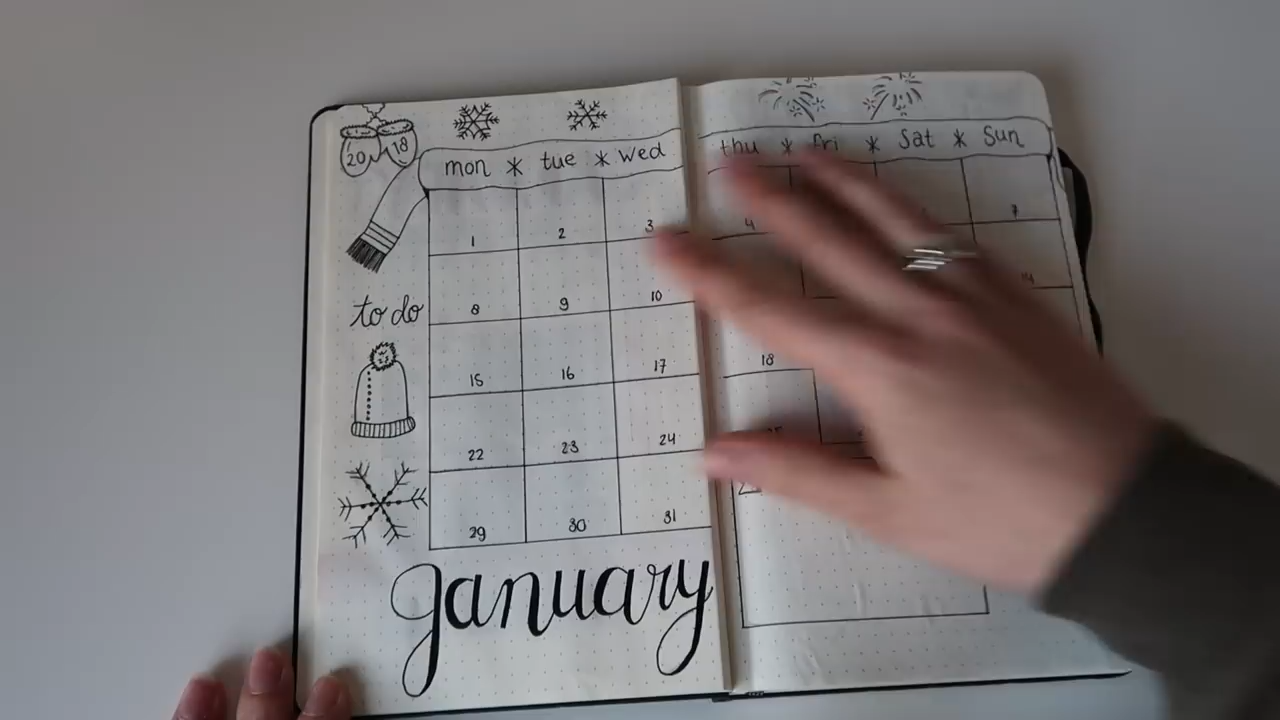 20 18
mon * tue * wed thu * fri * Sat * Sun
1 2 3 4 7
8 9 10 14
to do
15 16 17 18
22 23 24 25
29 30 31
January